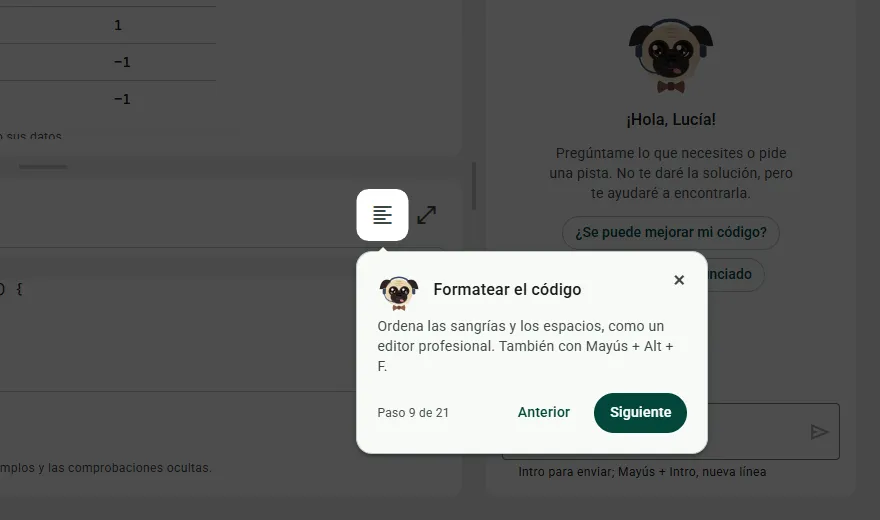 1
−1
−1
sus datos.
¡Hola, Lucía!
Pregúntame lo que necesites o pide
una pista. No te daré la solución, pero
te ayudaré a encontrarla.
¿Se puede mejorar mi código?
{
Formatear el código
×
Ordena las sangrías y los espacios, como un
editor profesional. También con Mayús + Alt +
F.
Paso 9 de 21
Anterior
Siguiente
y las comprobaciones ocultas.
Intro para enviar; Mayús + Intro, nueva línea